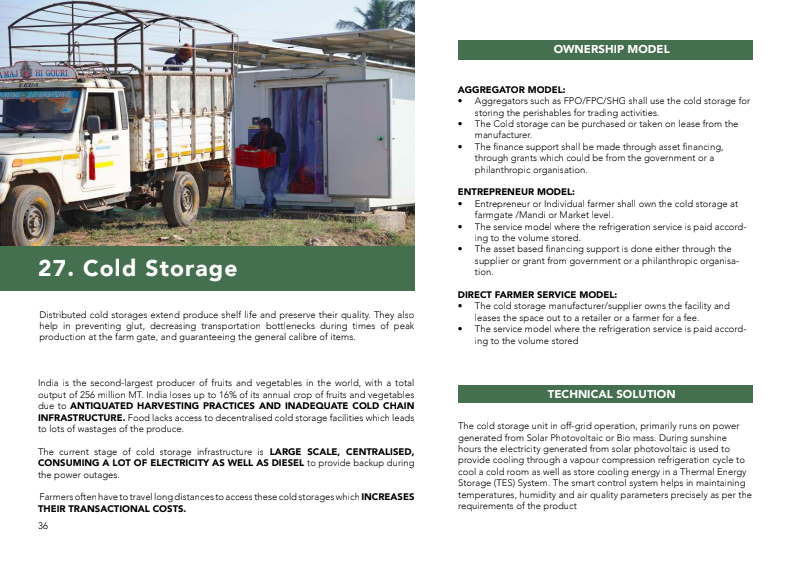 AMAJ HI GOURI
27. Cold Storage
Distributed cold storages extend produce shelf life and preserve their quality. They also
help in preventing glut, decreasing transportation bottlenecks during times of peak
production at the farm gate, and guaranteeing the general calibre of items.
India is the second-largest producer of fruits and vegetables in the world, with a total
output of 256 million MT. India loses up to 16% of its annual crop of fruits and vegetables
due to ANTIQUATED HARVESTING PRACTICES AND INADEQUATE COLD CHAIN
INFRASTRUCTURE. Food lacks access to decentralised cold storage facilities which leads
to lots of wastages of the produce.
The current stage of cold storage infrastructure is LARGE SCALE, CENTRALISED,
CONSUMING A LOT OF ELECTRICITY AS WELL AS DIESEL to provide backup during
the power outages.
Farmers often have to travel long distances to access these cold storages which INCREASES
THEIR TRANSACTIONAL COSTS.
36
OWNERSHIP MODEL
AGGREGATOR MODEL:
• Aggregators such as FPO/FPC/SHG shall use the cold storage for
storing the perishables for trading activities.
• The Cold storage can be purchased or taken on lease from the
manufacturer.
• The finance support shall be made through asset financing,
through grants which could be from the government or a
philanthropic organisation.
ENTREPRENEUR MODEL:
• Entrepreneur or Individual farmer shall own the cold storage at
farmgate /Mandi or Market level.
• The service model where the refrigeration service is paid accord-
ing to the volume stored.
• The asset based financing support is done either through the
supplier or grant from government or a philanthropic organisa-
tion.
DIRECT FARMER SERVICE MODEL:
• The cold storage manufacturer/supplier owns the facility and
leases the space out to a retailer or a farmer for a fee.
• The service model where the refrigeration service is paid accord-
ing to the volume stored
TECHNICAL SOLUTION
The cold storage unit in off-grid operation, primarily runs on power
generated from Solar Photovoltaic or Bio mass. During sunshine
hours the electricity generated from solar photovoltaic is used to
provide cooling through a vapour compression refrigeration cycle to
cool a cold room as well as store cooling energy in a Thermal Energy
Storage (TES) System. The smart control system helps in maintaining
temperatures, humidity and air quality parameters precisely as per the
requirements of the product